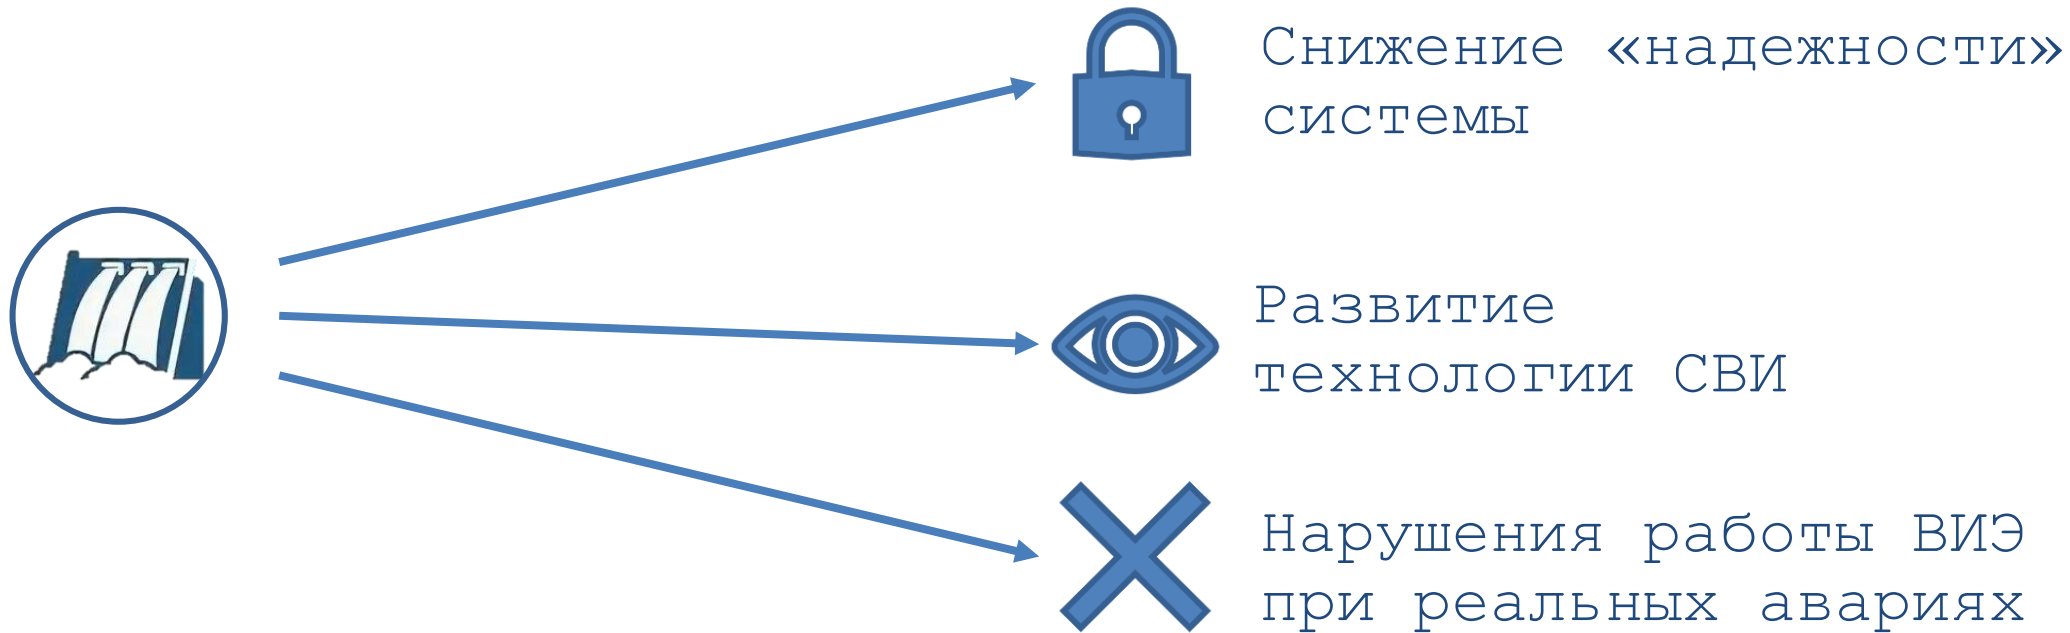 Снижение «надежности»
системы
Развитие
технологии СВИ
Нарушения работы ВИЭ
при реальных авариях